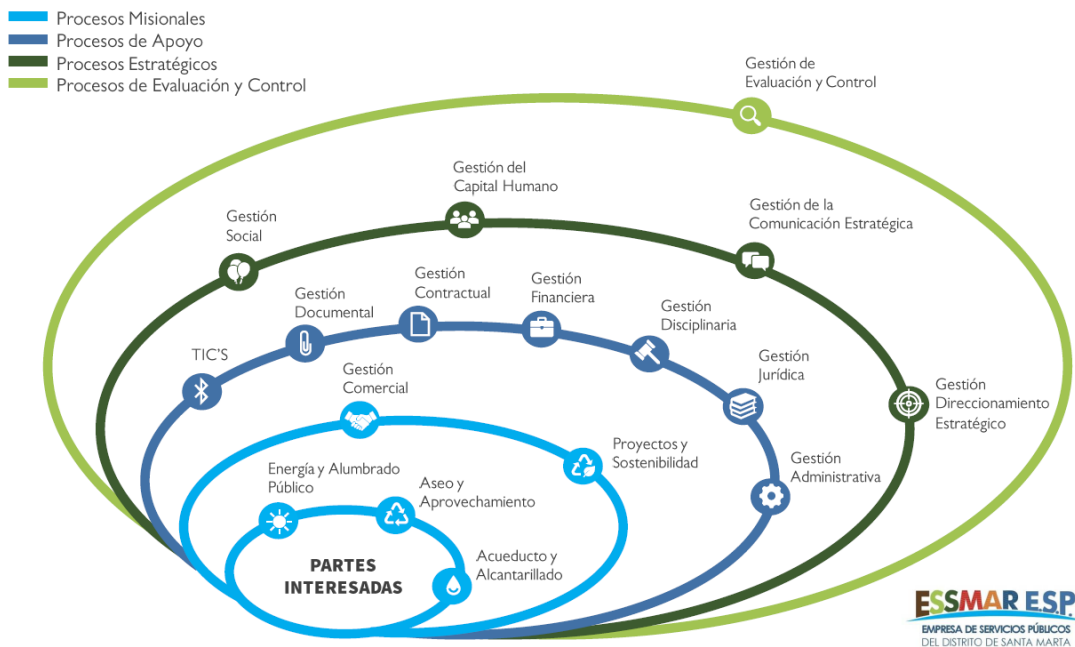 Procesos Misionales
Procesos de Apoyo
Procesos Estratégicos
Procesos de Evaluación y Control
Gestión de
Evaluación y Control
Gestión del
Capital Humano
Gestión de la
Comunicación Estratégica
Gestión
Social
Gestión
Contractual
Gestión
Financiera
Gestión
Documental
Gestión
Disciplinaria
TIC'S
Gestión
Jurídica
Gestión
Comercial
Gestión
Direccionamiento
Estratégico
Proyectos y
Sostenibilidad
Gestión
Administrativa
Energía y Alumbrado
Público
Aseo y
Aprovechamiento
Acueducto y
Alcantarillado
PARTES
INTERESADAS
ESSMAR E.S.P
EMPRESA DE SERVICIOS PÚBLICOS
DEL DISTRITO DE SANTA MARTA